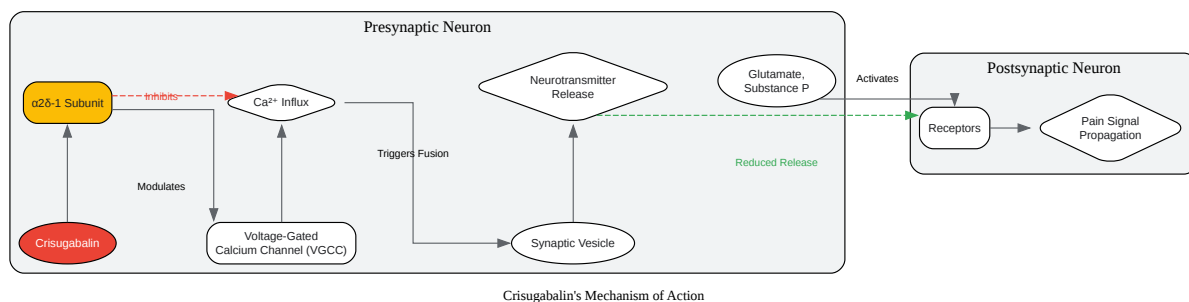 Presynaptic Neuron
α2δ-1 Subunit
Inhibits
Ca²⁺ Influx
Neurotransmitter
Release
Glutamate,
Substance P
Activates
Postsynaptic Neuron
Receptors
Pain Signal
Propagation
Triggers Fusion
Reduced Release
Modulates
Crisugabalin
Voltage-Gated
Calcium Channel (VGCC)
Synaptic Vesicle
Crisugabalin's Mechanism of Action